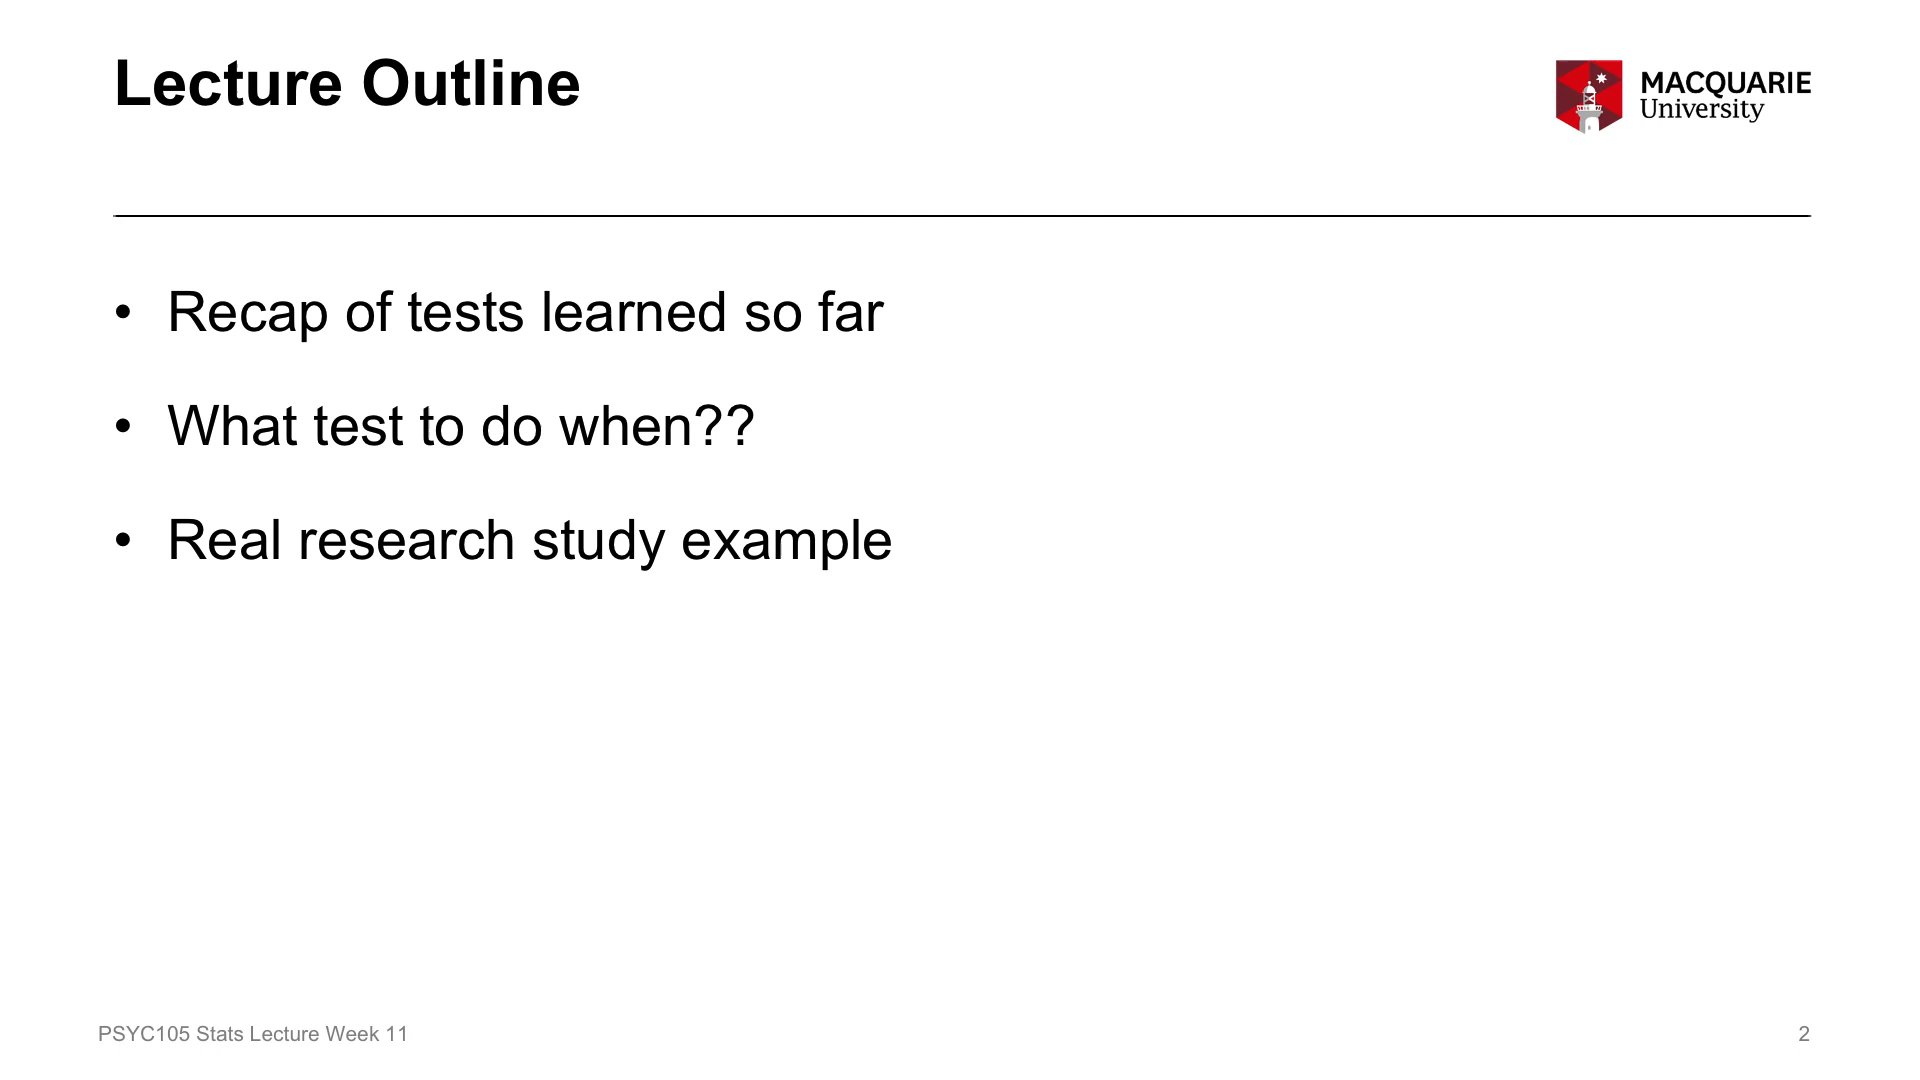 Lecture Outline
MACQUARIE
University
• Recap of tests learned so far
• What test to do when??
• Real research study example
PSYC105 Stats Lecture Week 11
2